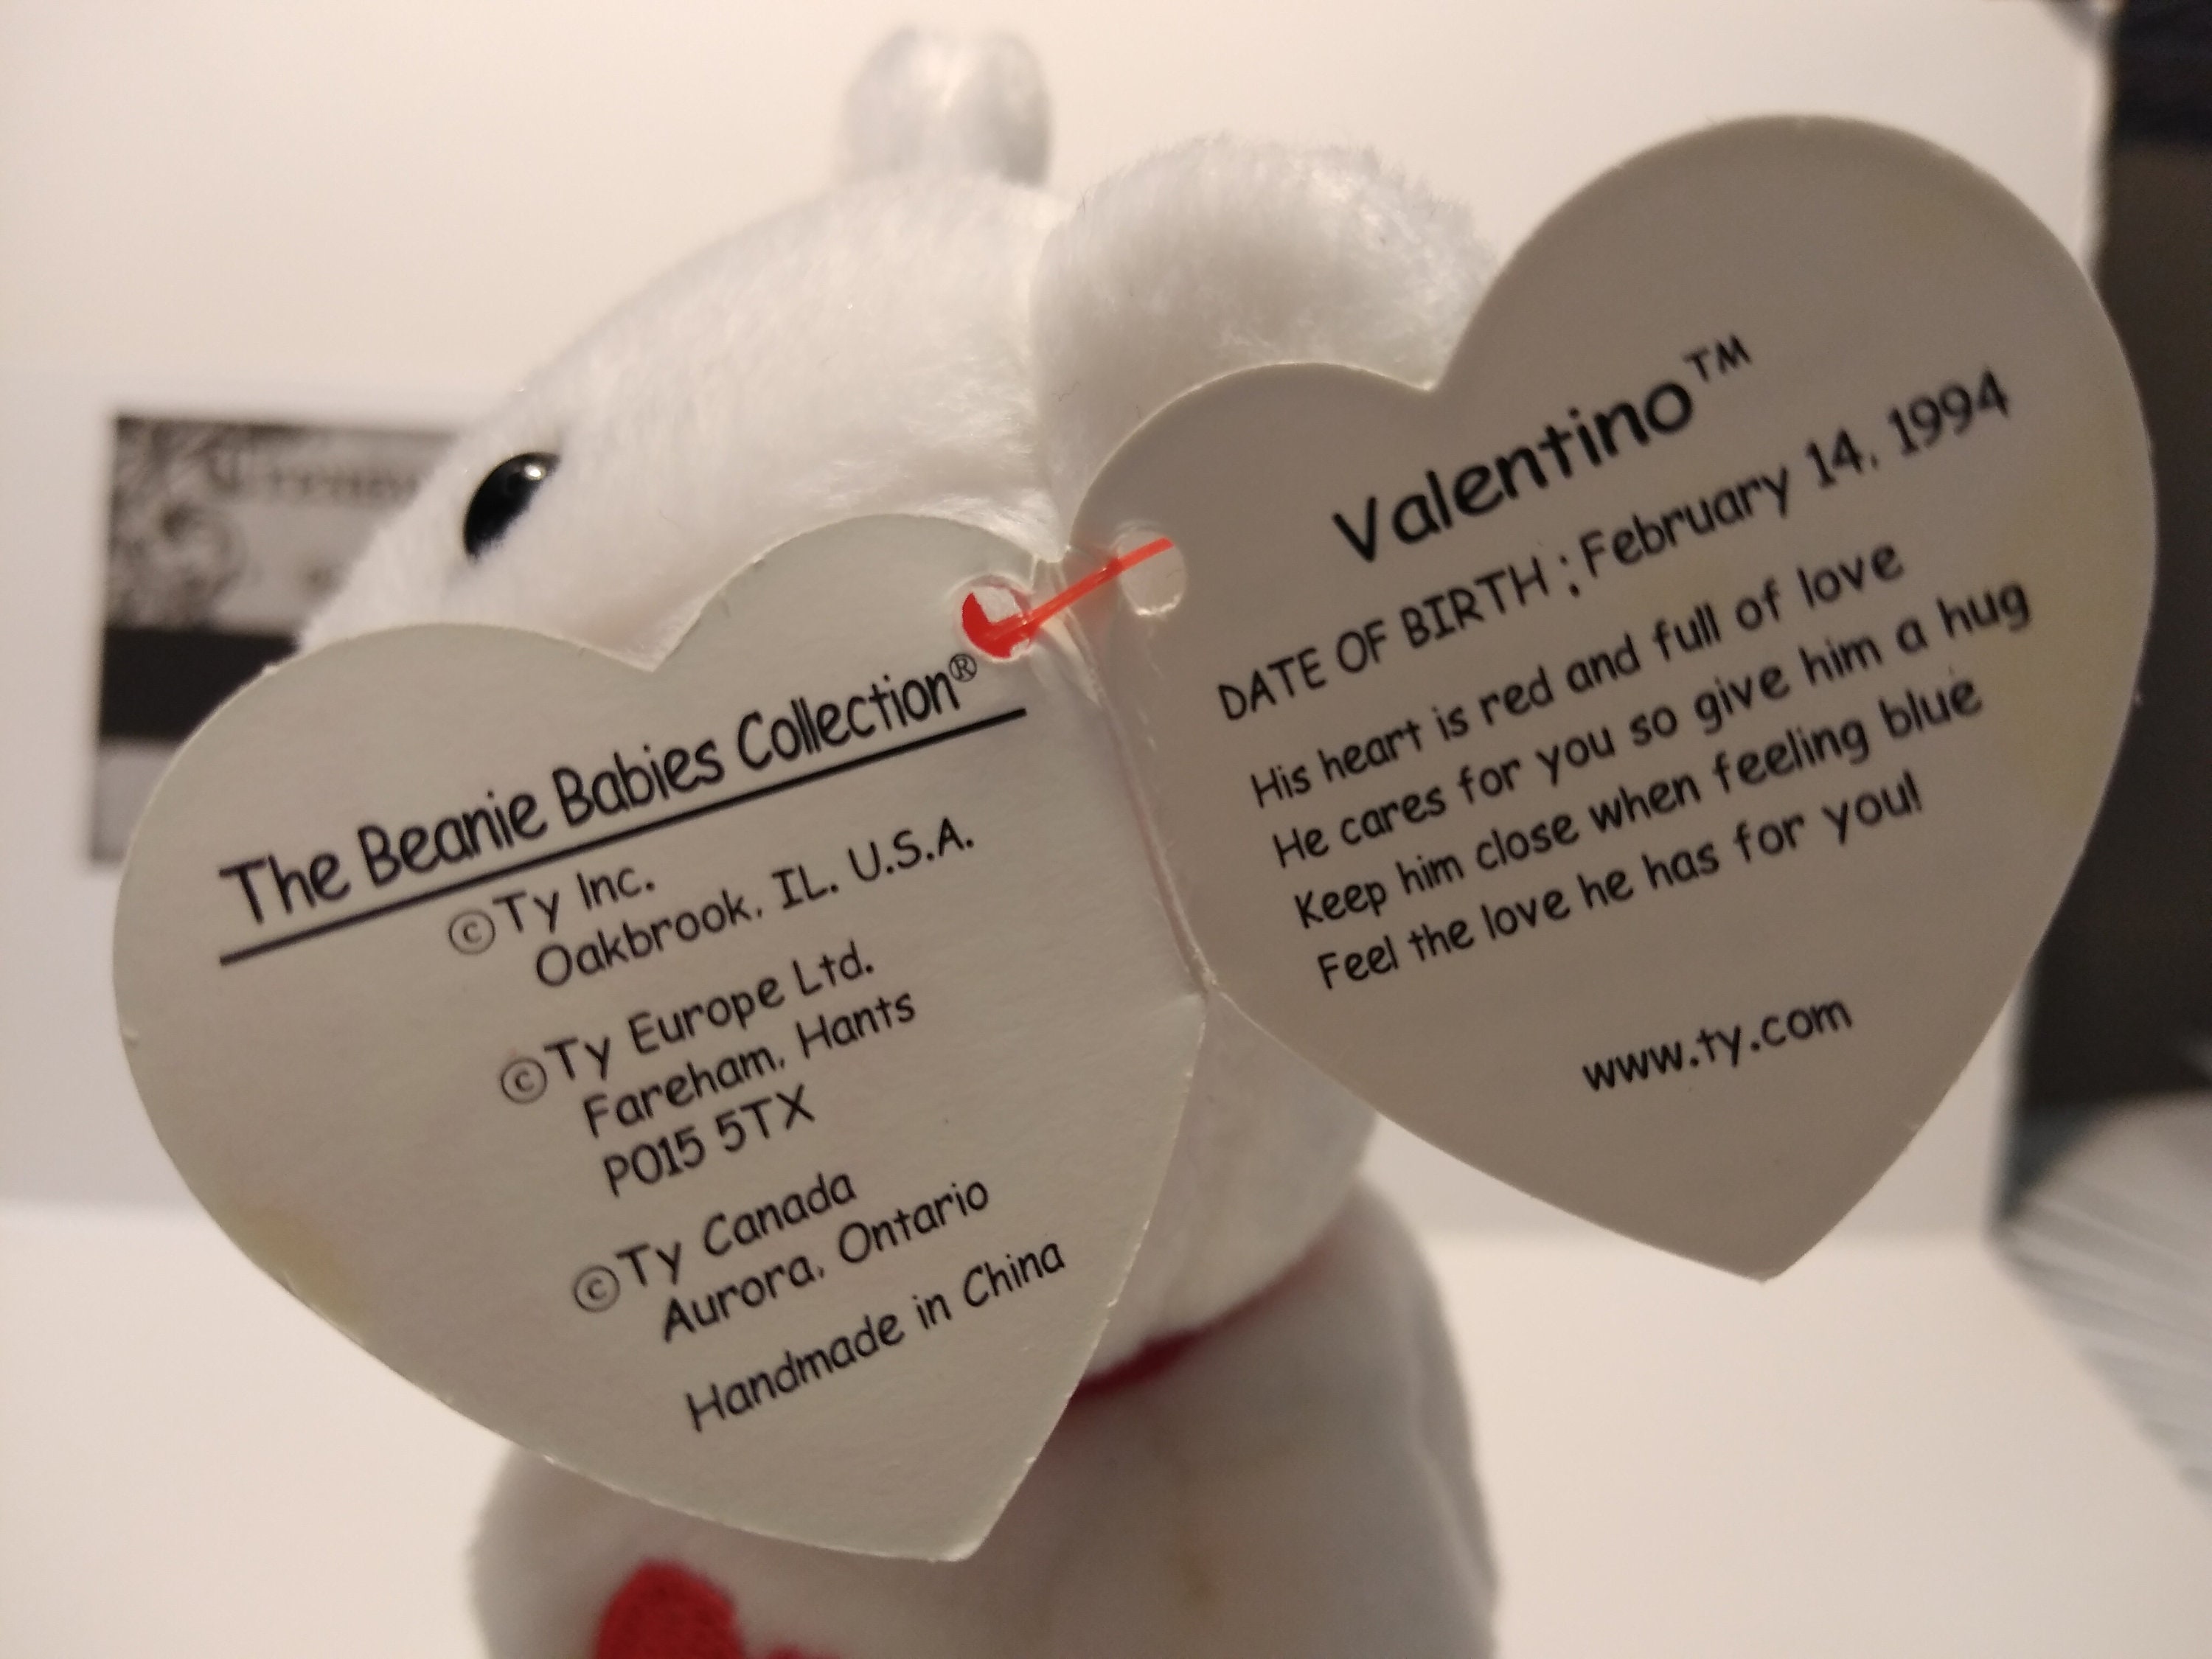 The Beanie Babies Collection®
©Ty Inc.
Oakbrook, IL. U.S.A.
©Ty Europe Ltd.
Fareham, Hants
PO15 5TX
©Ty Canada
Aurora, Ontario
Handmade in China
Valentino™
DATE OF BIRTH ; February 14, 1994
His heart is red and full of love
He cares for you so give him a hug
Keep him close when feeling blue
Feel the love he has for you!
www.ty.com